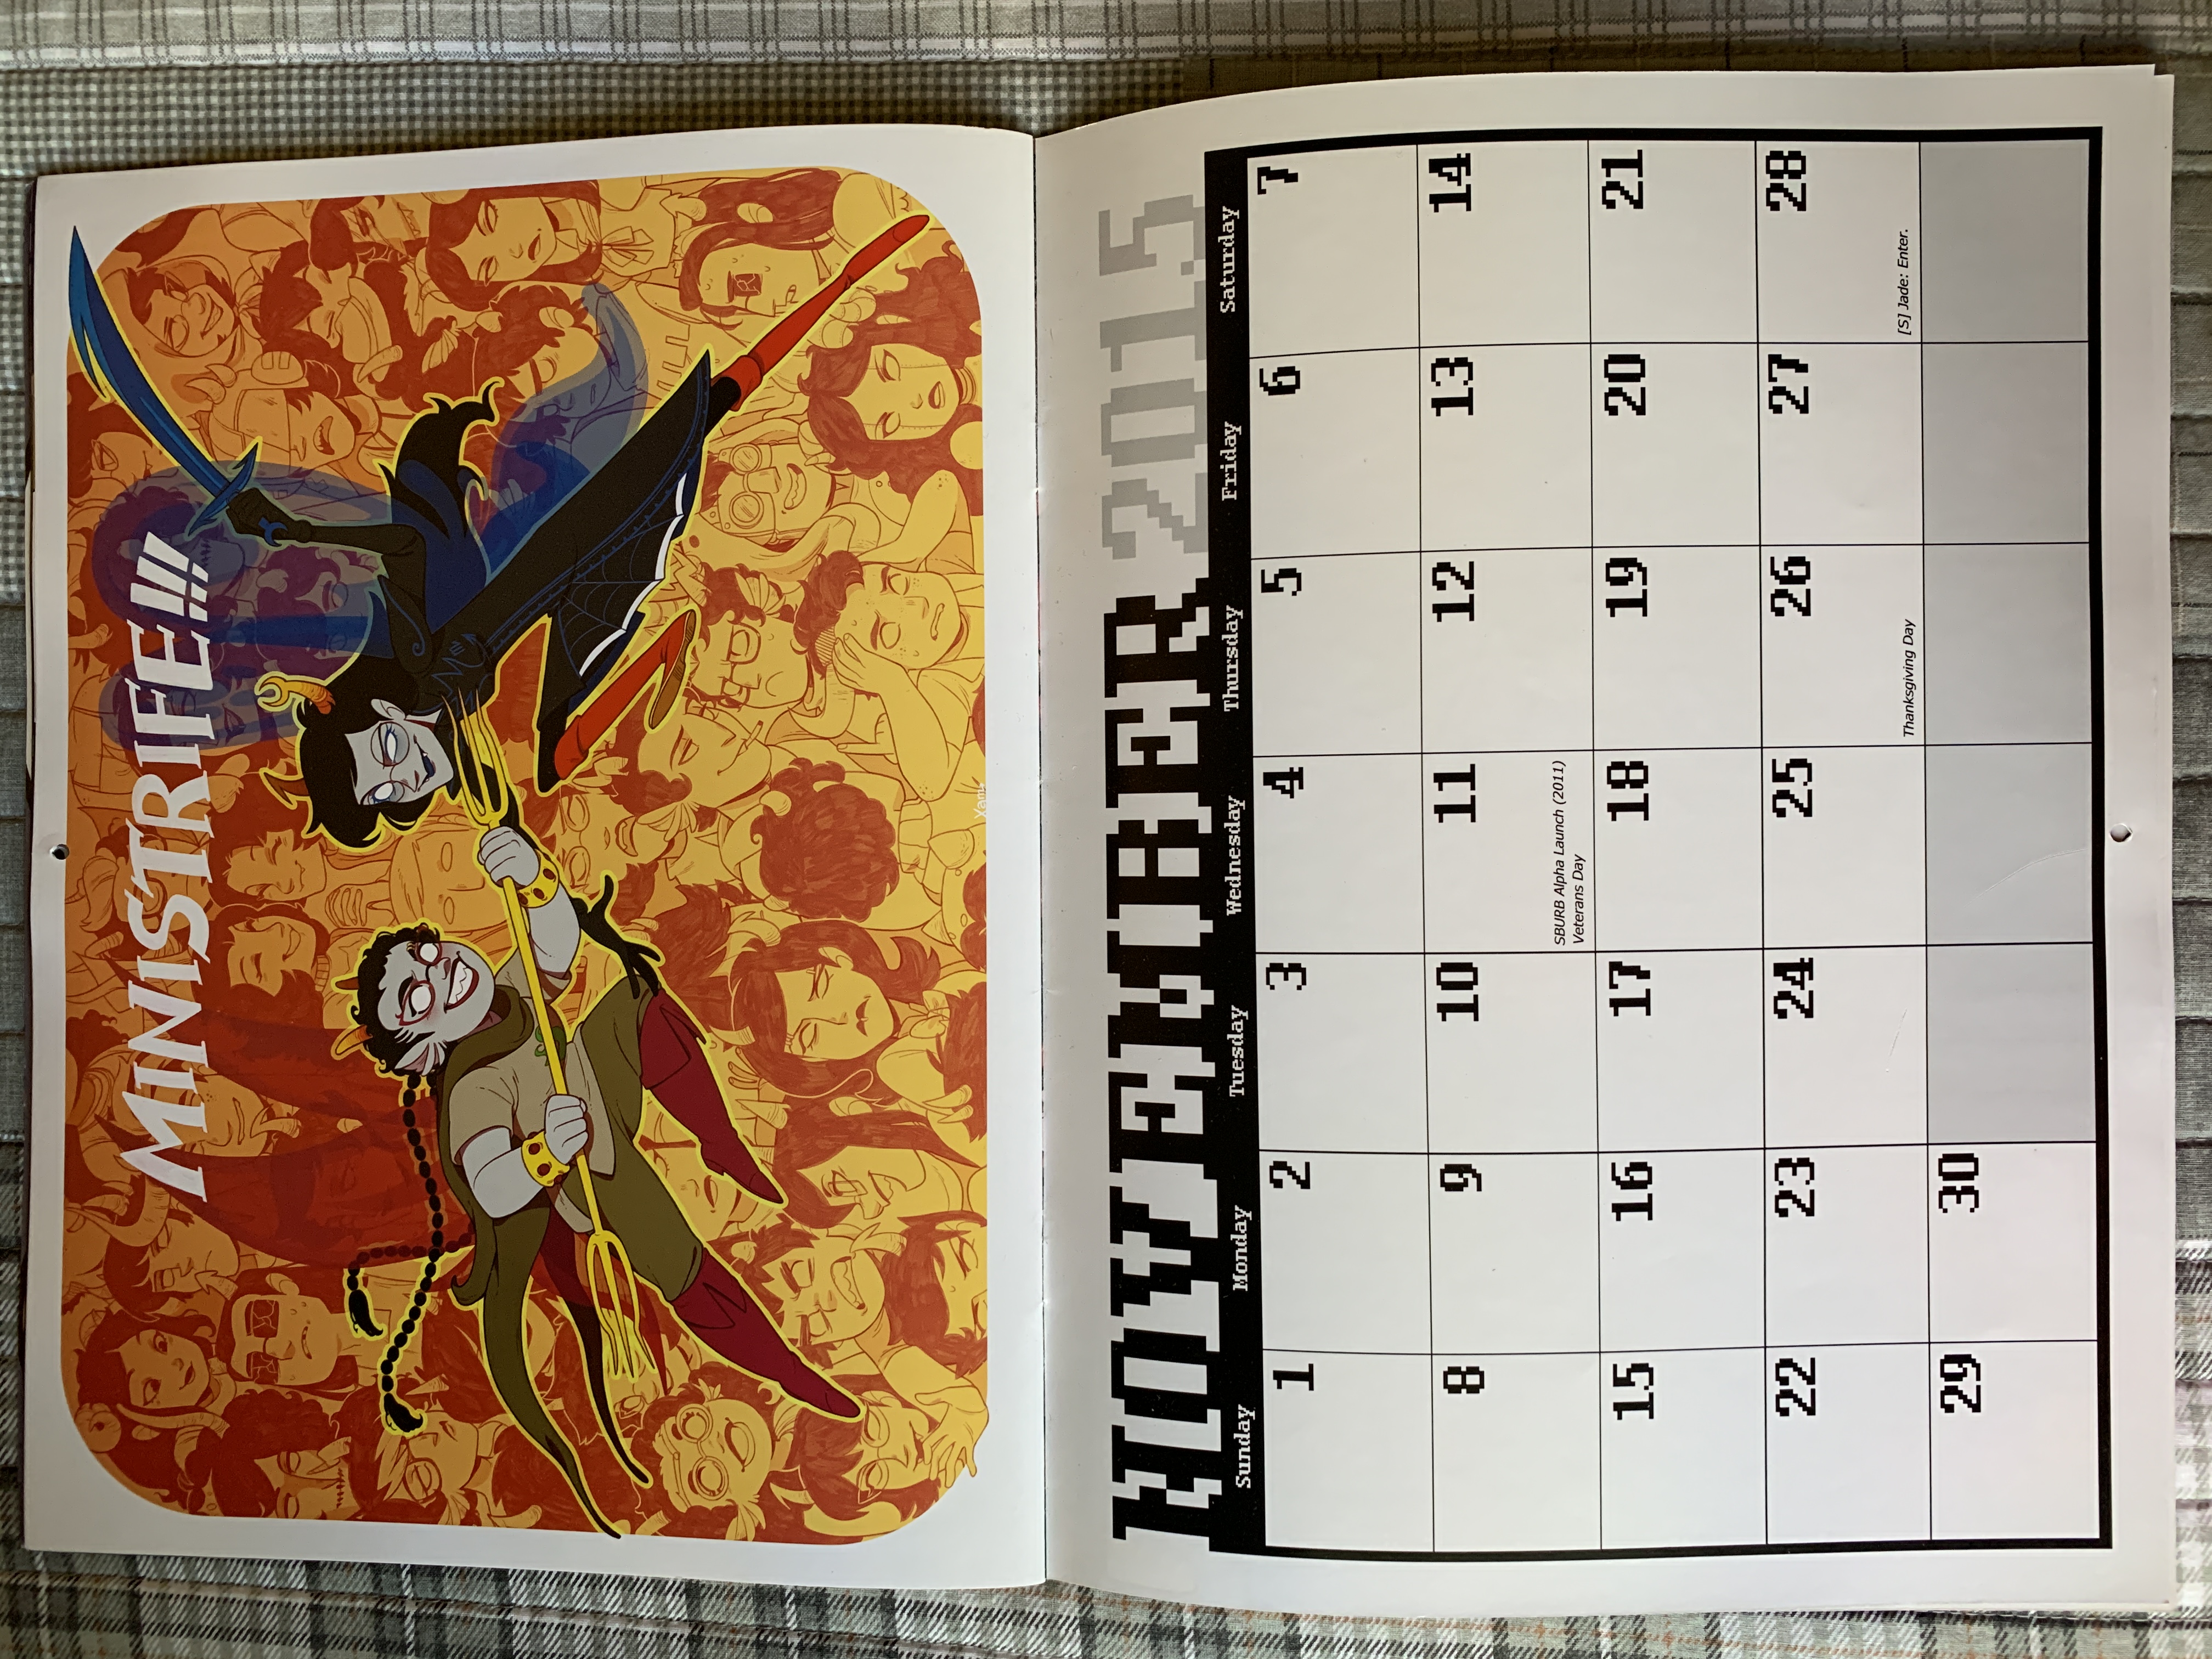 MINISTRIFE!!!
Xam
NOVEMBER 2015
Sunday Monday Tuesday Wednesday Thursday Friday Saturday
1 2 3 4 5 6 7
8 9 10 11 12 13 14
SBURB Alpha Launch (2011)
Veterans Day
15 16 17 18 19 20 21
22 23 24 25 26 27 28
Thanksgiving Day [S] Jade: Enter.
29 30